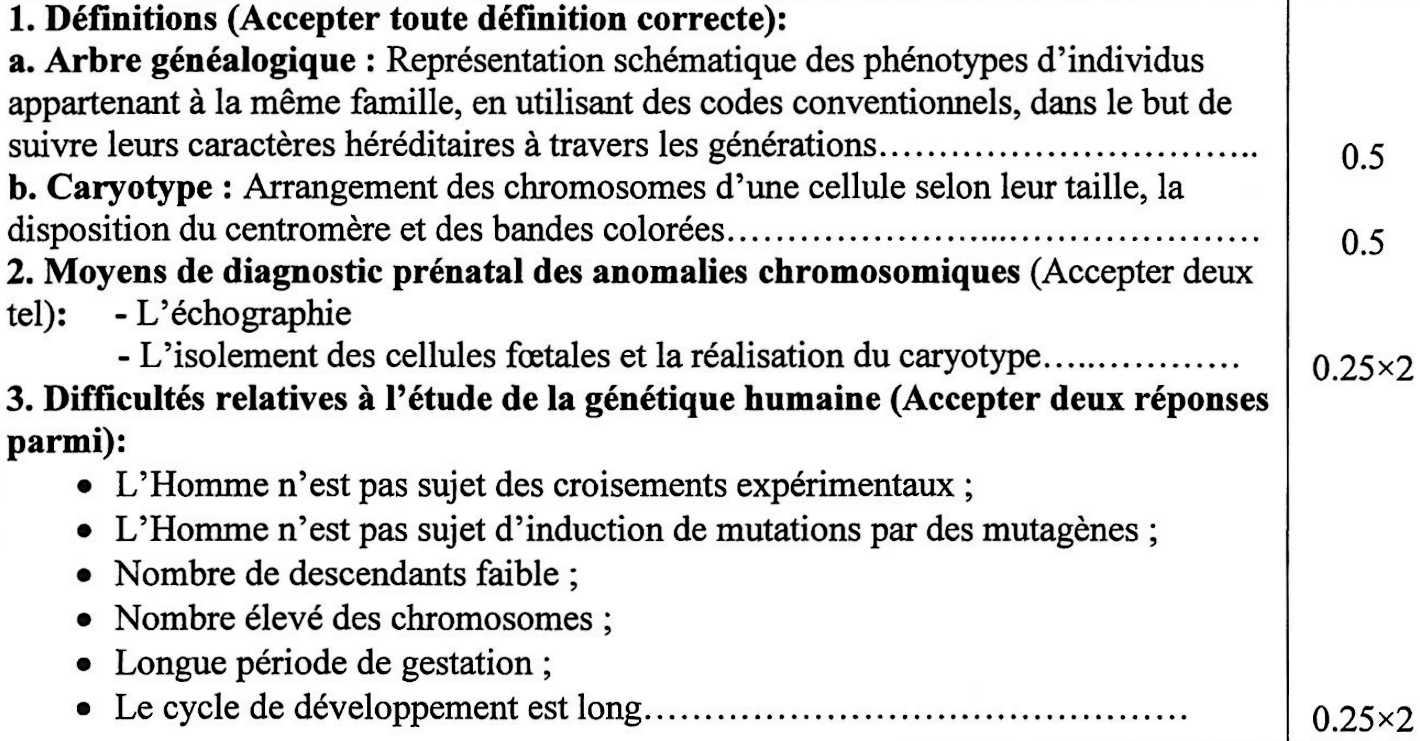 1. Définitions (Accepter toute définition correcte):
a. Arbre généalogique : Représentation schématique des phénotypes d'individus
appartenant à la même famille, en utilisant des codes conventionnels, dans le but de
suivre leurs caractères héréditaires à travers les générations................................. 0.5
b. Caryotype : Arrangement des chromosomes d'une cellule selon leur taille, la
disposition du centromère et des bandes colorées................................................ 0.5
2. Moyens de diagnostic prénatal des anomalies chromosomiques (Accepter deux
tel): - L'échographie
- L'isolement des cellules fœtales et la réalisation du caryotype.................... 0.25×2
3. Difficultés relatives à l'étude de la génétique humaine (Accepter deux réponses
parmi):
• L'Homme n'est pas sujet des croisements expérimentaux ;
• L'Homme n'est pas sujet d'induction de mutations par des mutagènes ;
• Nombre de descendants faible ;
• Nombre élevé des chromosomes ;
• Longue période de gestation ;
• Le cycle de développement est long................................................ 0.25×2